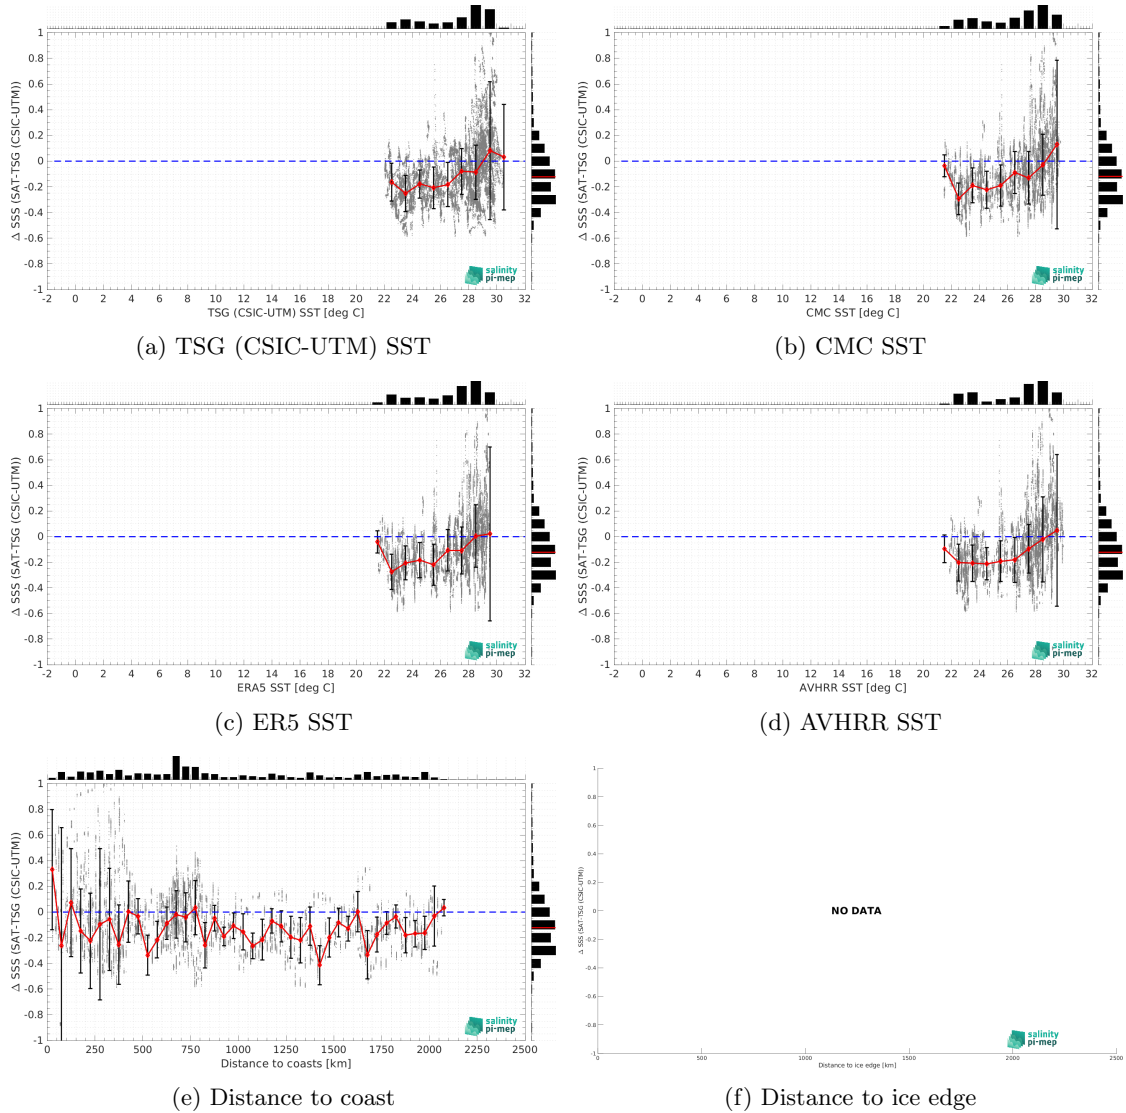 Δ SSS (SAT-TSG (CSIC-UTM))
1
0.8
0.6
0.4
0.2
0
-0.2
-0.4
-0.6
-0.8
-1
-2 0 2 4 6 8 10 12 14 16 18 20 22 24 26 28 30 32
TSG (CSIC-UTM) SST [deg C]
salinity
pi-mep
(a) TSG (CSIC-UTM) SST
Δ SSS (SAT-TSG (CSIC-UTM))
1
0.8
0.6
0.4
0.2
0
-0.2
-0.4
-0.6
-0.8
-1
-2 0 2 4 6 8 10 12 14 16 18 20 22 24 26 28 30 32
CMC SST [deg C]
salinity
pi-mep
(b) CMC SST
Δ SSS (SAT-TSG (CSIC-UTM))
1
0.8
0.6
0.4
0.2
0
-0.2
-0.4
-0.6
-0.8
-1
-2 0 2 4 6 8 10 12 14 16 18 20 22 24 26 28 30 32
ERA5 SST [deg C]
salinity
pi-mep
(c) ER5 SST
Δ SSS (SAT-TSG (CSIC-UTM))
1
0.8
0.6
0.4
0.2
0
-0.2
-0.4
-0.6
-0.8
-1
-2 0 2 4 6 8 10 12 14 16 18 20 22 24 26 28 30 32
AVHRR SST [deg C]
salinity
pi-mep
(d) AVHRR SST
Δ SSS (SAT-TSG (CSIC-UTM))
1
0.8
0.6
0.4
0.2
0
-0.2
-0.4
-0.6
-0.8
-1
0 250 500 750 1000 1250 1500 1750 2000 2250 2500
Distance to coasts [km]
salinity
pi-mep
(e) Distance to coast
Δ SSS (SAT-TSG (CSIC-UTM))
1
0.8
0.6
0.4
0.2
0
-0.2
-0.4
-0.6
-0.8
-1
NO DATA
0 500 1000 1500 2000 2500
Distance to ice edge [km]
salinity
pi-mep
(f) Distance to ice edge